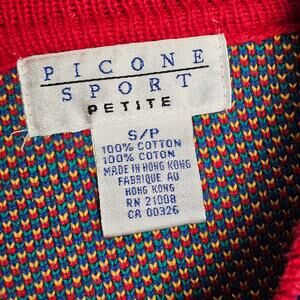 PICONE
SPORT
PETITE
S/P
100% COTTON
100% COTON
MADE IN HONG KONG
FABRIQUE AU
HONG KONG
RN 21008
CA 00326